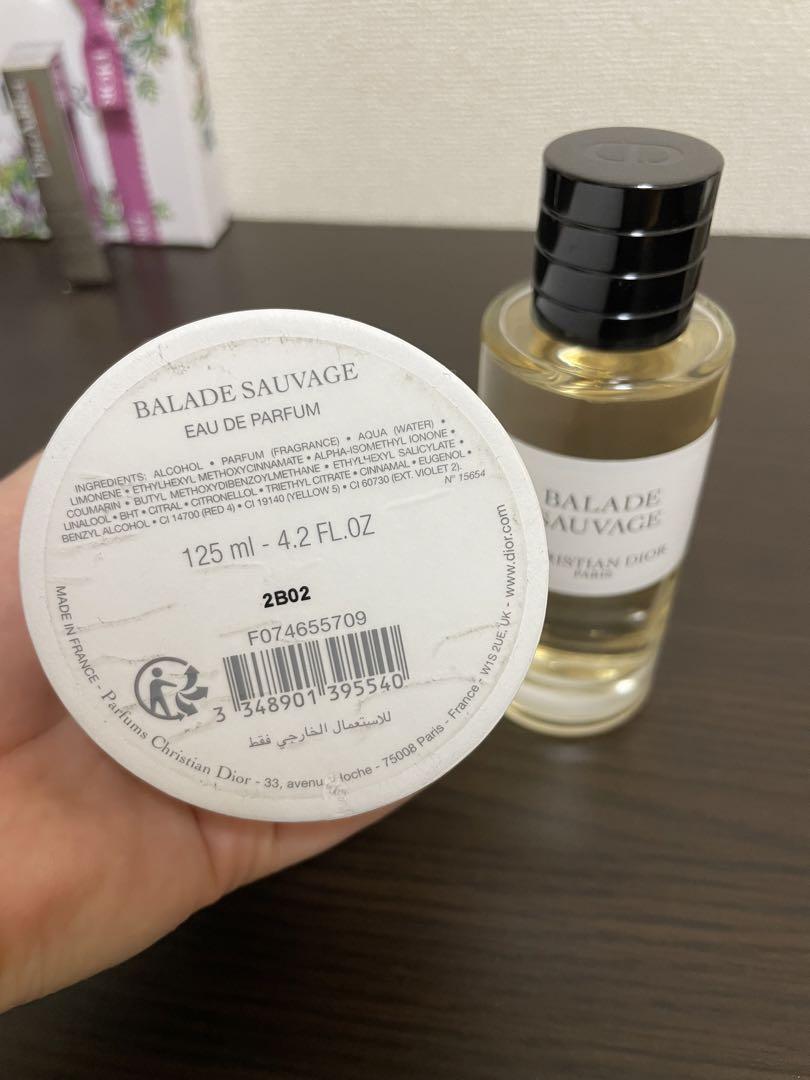 BALADE SAUVAGE
EAU DE PARFUM
INGREDIENTS: ALCOHOL • PARFUM (FRAGRANCE) • AQUA (WATER) •
LIMONENE • ETHYLHEXYL METHOXYCINNAMATE • ALPHA-ISOMETHYL IONONE •
COUMARIN • BUTYL METHOXYDIBENZOYLMETHANE • ETHYLHEXYL SALICYLATE •
LINALOOL • BHT • CITRAL • CITRONELLOL • TRIETHYL CITRATE • CINNAMAL • EUGENOL •
BENZYL ALCOHOL • CI 14700 (RED 4) • CI 19140 (YELLOW 5) • CI 60730 (EXT. VIOLET 2).
N° 15654
125 ml - 4.2 FL.OZ
2B02
F074655709
3 348901 395540
للاستعمال الخارجي فقط
MADE IN FRANCE - Parfums Christian Dior - 33, avenue Hoche - 75008 Paris - France - W1S 2UE, UK - www.dior.com
BALADE
SAUVAGE
CHRISTIAN DIOR
PARIS